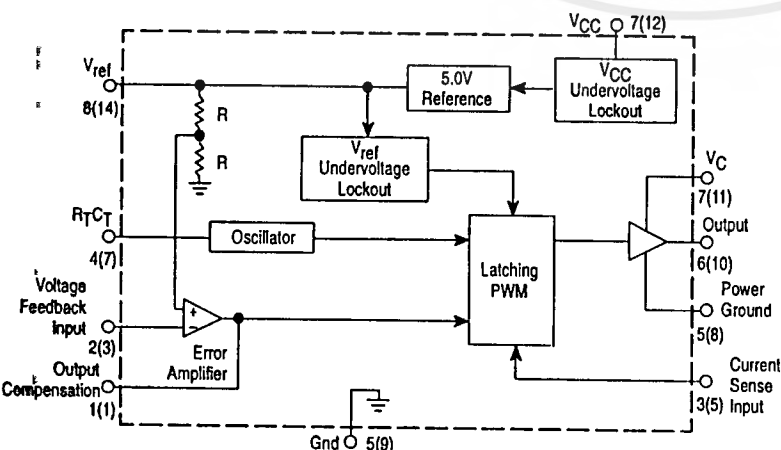 VCC 7(12)
Vref
8(14)
R
R
5.0V
Reference
VCC
Undervoltage
Lockout
Vref
Undervoltage
Lockout
VC
7(11)
RTCT
4(7)
Oscillator
Latching
PWM
Output
6(10)
Voltage
Feedback
Input
2(3)
+
−
Error
Amplifier
Power
Ground
5(8)
Output
Compensation
1(1)
Current
Sense
Input
3(5)
Gnd 5(9)